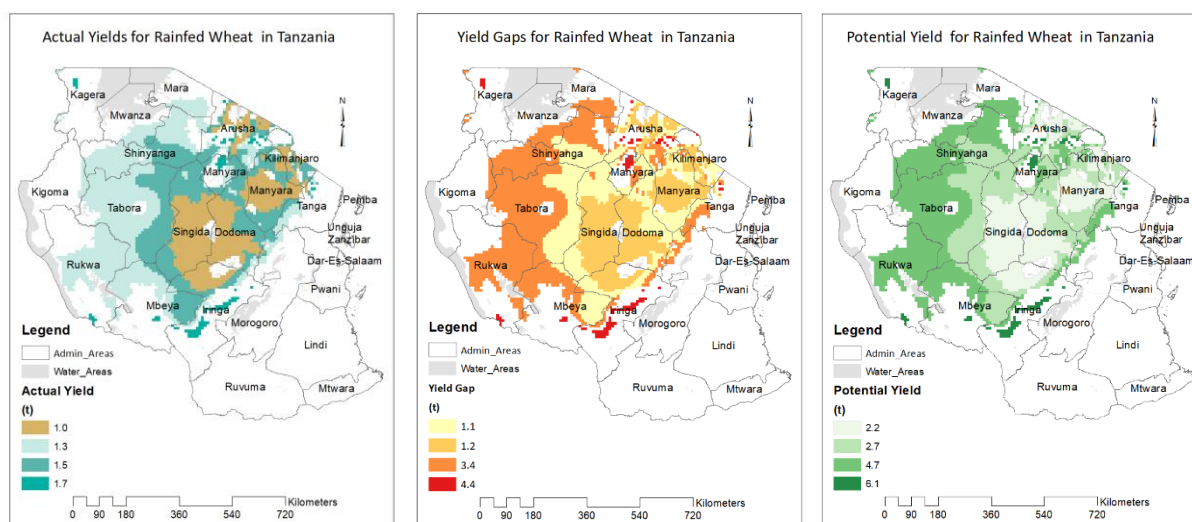 Actual Yields for Rainfed Wheat in Tanzania
N
Kagera
Mara
Mwanza
Arusha
Shinyanga
Kilimanjaro
Manyara
Kigoma
Manyara
Tabora
Tanga
Pemba
Singida
Dodoma
Unguja
Zanzibar
Rukwa
Dar-Es-Salaam
Pwani
Mbeya
Iringa
Morogoro
Lindi
Ruvuma
Mtwara
Legend
Admin_Areas
Water_Areas
Actual Yield
(t)
1.0
1.3
1.5
1.7
Kilometers
0 90 180 360 540 720
Yield Gaps for Rainfed Wheat in Tanzania
N
Kagera
Mara
Mwanza
Arusha
Shinyanga
Kilimanjaro
Manyara
Kigoma
Manyara
Tabora
Tanga
Pemba
Singida
Dodoma
Unguja
Zanzibar
Rukwa
Dar-Es-Salaam
Pwani
Mbeya
Iringa
Morogoro
Lindi
Ruvuma
Mtwara
Legend
Admin_Areas
Water_Areas
Yield Gap
(t)
1.1
1.2
3.4
4.4
Kilometers
0 90 180 360 540 720
Potential Yield for Rainfed Wheat in Tanzania
N
Kagera
Mara
Mwanza
Arusha
Shinyanga
Kilimanjaro
Manyara
Kigoma
Manyara
Tabora
Tanga
Pemba
Singida
Dodoma
Unguja
Zanzibar
Rukwa
Dar-Es-Salaam
Pwani
Mbeya
Iringa
Morogoro
Lindi
Ruvuma
Mtwara
Legend
Admin_Areas
Water_Areas
Potential Yield
(t)
2.2
2.7
4.7
6.1
Kilometers
0 90 180 360 540 720